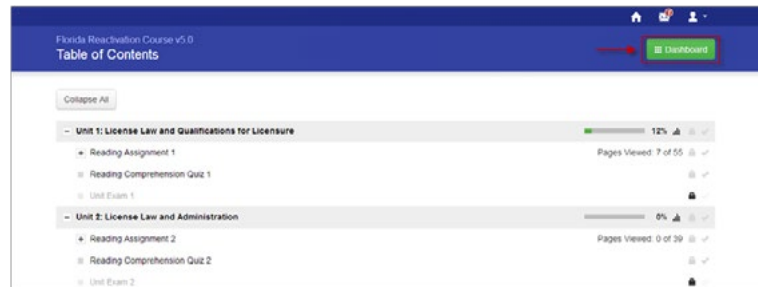 Florida Reactivation Course v5.0
Table of Contents
Dashboard
Collapse All
Unit 1: License Law and Qualifications for Licensure 12%
Reading Assignment 1 Pages Viewed: 7 of 55
Reading Comprehension Quiz 1
Unit Exam 1
Unit 2: License Law and Administration 0%
Reading Assignment 2 Pages Viewed: 0 of 39
Reading Comprehension Quiz 2
Unit Exam 2